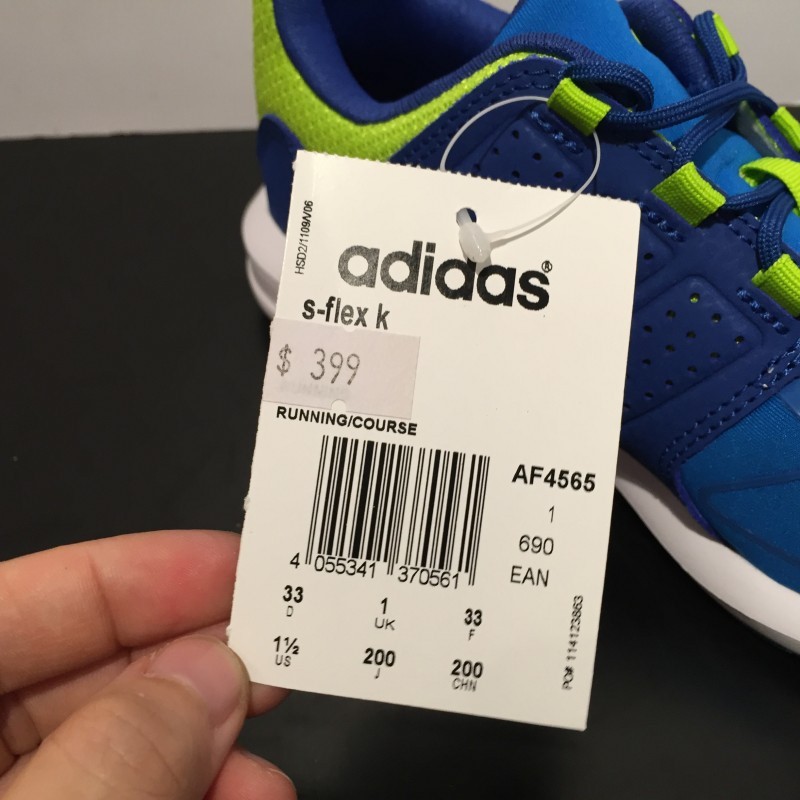 HSD2/1109/V/06
adidas®
s-flex k
$ 399
RUNNING/COURSE
AF4565
1
690
EAN
4 055341 370561
33 1 33
D UK F
1½ 200 200
US J CHN
PO# 114123863